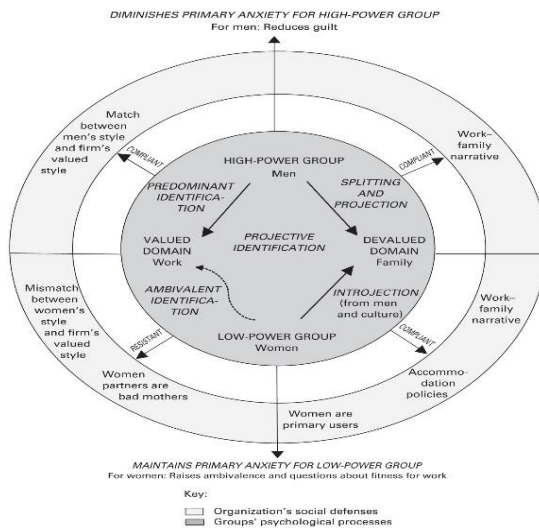 DIMINISHES PRIMARY ANXIETY FOR HIGH-POWER GROUP
For men: Reduces guilt
Match
between
men's style
and firm's
valued
style
COMPLIANT
HIGH-POWER GROUP
Men
COMPLIANT
Work–
family
narrative
PREDOMINANT
IDENTIFICA-
TION
SPLITTING
AND
PROJECTION
VALUED
DOMAIN
Work
PROJECTIVE
IDENTIFICATION
DEVALUED
DOMAIN
Family
Mismatch
between
women's
style
and firm's
valued
style
AMBIVALENT
IDENTIFICA-
TION
INTROJECTION
(from men
and culture)
Work–
family
narrative
RESISTANT
LOW-POWER GROUP
Women
COMPLIANT
Women
partners are
bad mothers
Women are
primary users
Accommo-
dation
policies
MAINTAINS PRIMARY ANXIETY FOR LOW-POWER GROUP
For women: Raises ambivalence and questions about fitness for work
Key:
Organization's social defenses
Groups' psychological processes